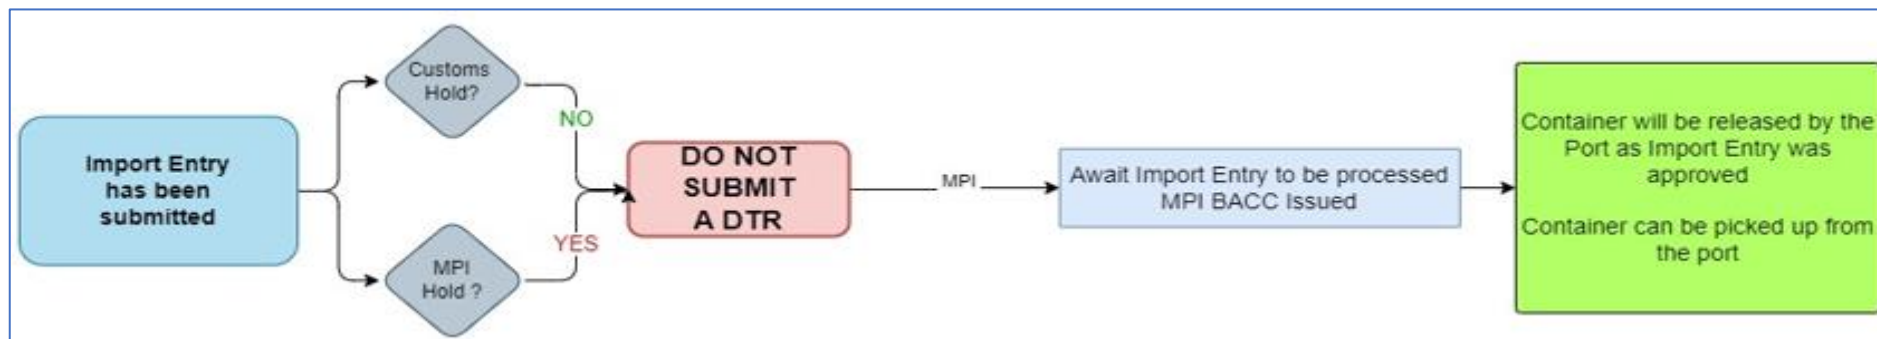 Import Entry
has been
submitted
Customs
Hold?
NO
MPI
Hold ?
YES
DO NOT
SUBMIT
A DTR
MPI
Await Import Entry to be processed
MPI BACC Issued
Container will be released by the
Port as Import Entry was
approved
Container can be picked up from
the port